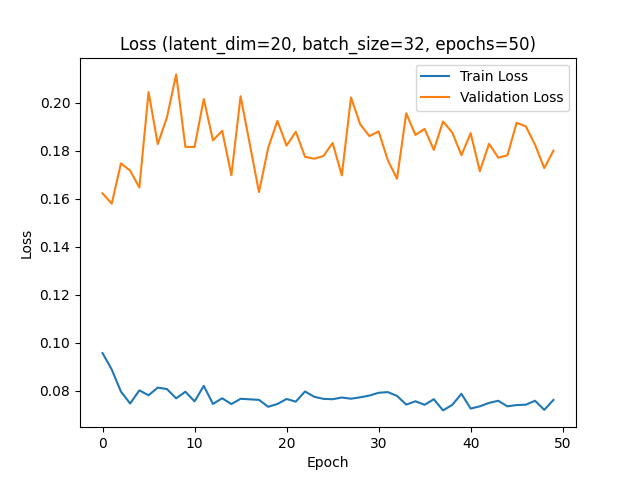 Loss (latent_dim=20, batch_size=32, epochs=50)
Train Loss
Validation Loss
0.20
0.18
0.16
0.14
0.12
0.10
0.08
Loss
0
10
20
30
40
50
Epoch